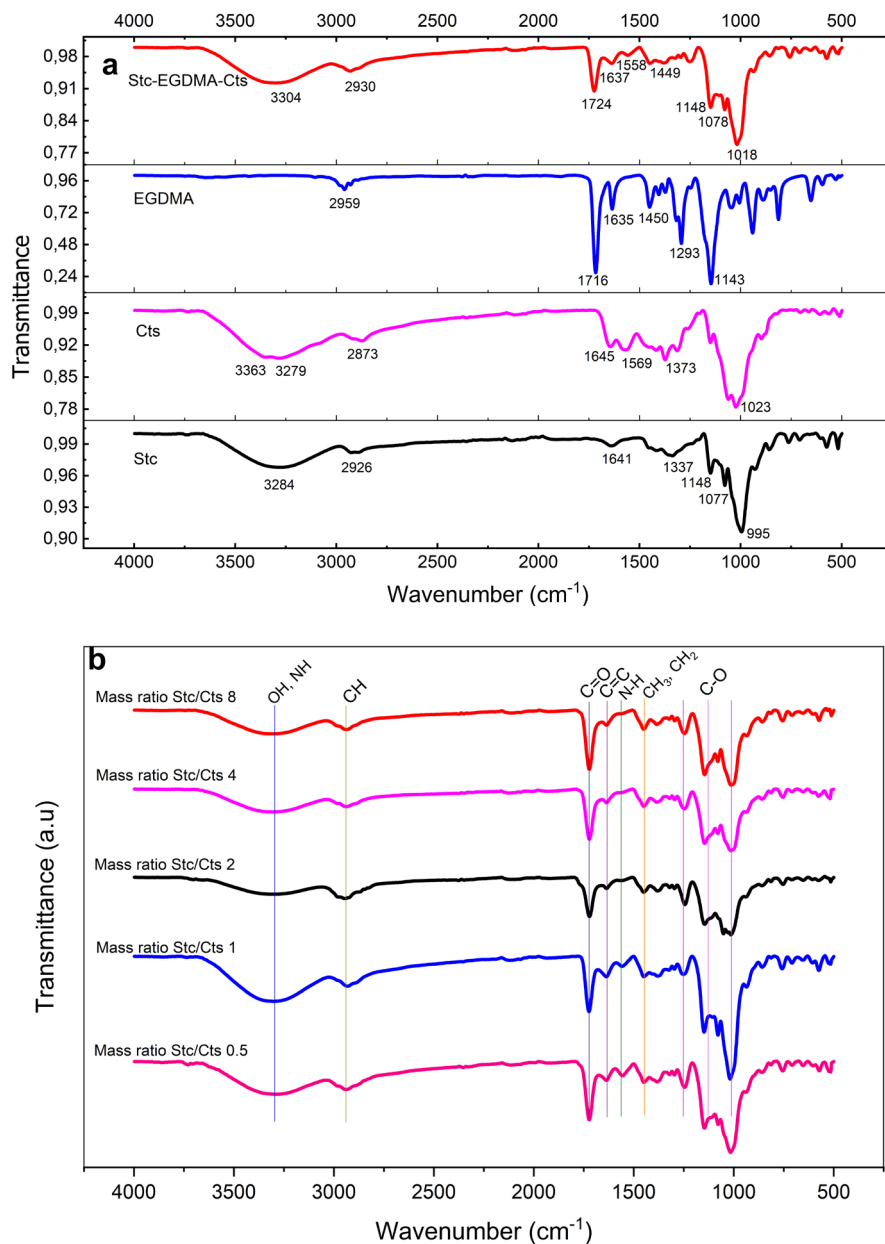 4000 3500 3000 2500 2000 1500 1000 500
a
0,98
0,91
0,84
0,77
Stc-EGDMA-Cts
3304
2930
1724
1637
1558
1449
1148
1078
1018
0,96
0,72
0,48
0,24
EGDMA
2959
1716
1635
1450
1293
1143
0,99
0,92
0,85
0,78
Cts
3363
3279
2873
1645
1569
1373
1023
0,99
0,96
0,93
0,90
Stc
3284
2926
1641
1337
1148
1077
995
Transmittance
4000 3500 3000 2500 2000 1500 1000 500
Wavenumber (cm⁻¹)
b
OH, NH
CH
C=O
C=C
N-H
CH₃, CH₂
C-O
Mass ratio Stc/Cts 8
Mass ratio Stc/Cts 4
Mass ratio Stc/Cts 2
Mass ratio Stc/Cts 1
Mass ratio Stc/Cts 0.5
Transmittance (a.u)
4000 3500 3000 2500 2000 1500 1000 500
Wavenumber (cm⁻¹)